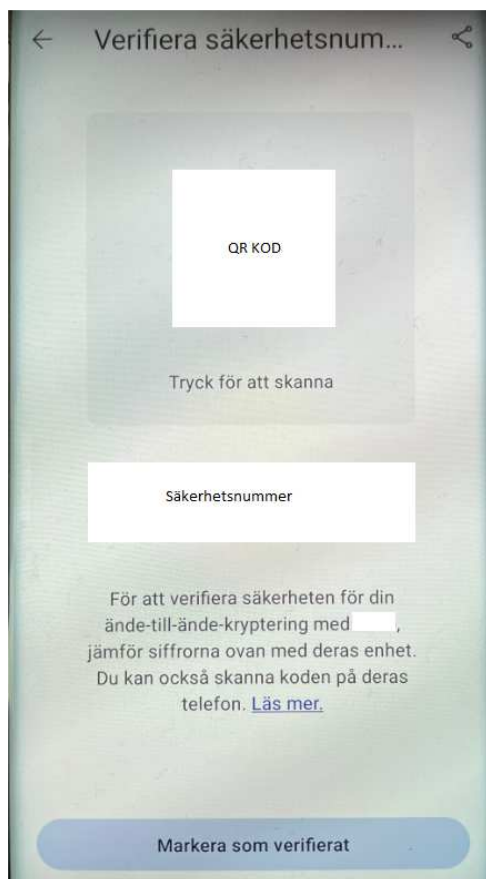 Verifiera säkerhetsnum...
QR KOD
Tryck för att skanna
Säkerhetsnummer
För att verifiera säkerheten för din
ände-till-ände-kryptering med ,
jämför siffrorna ovan med deras enhet.
Du kan också skanna koden på deras
telefon. Läs mer.
Markera som verifierat